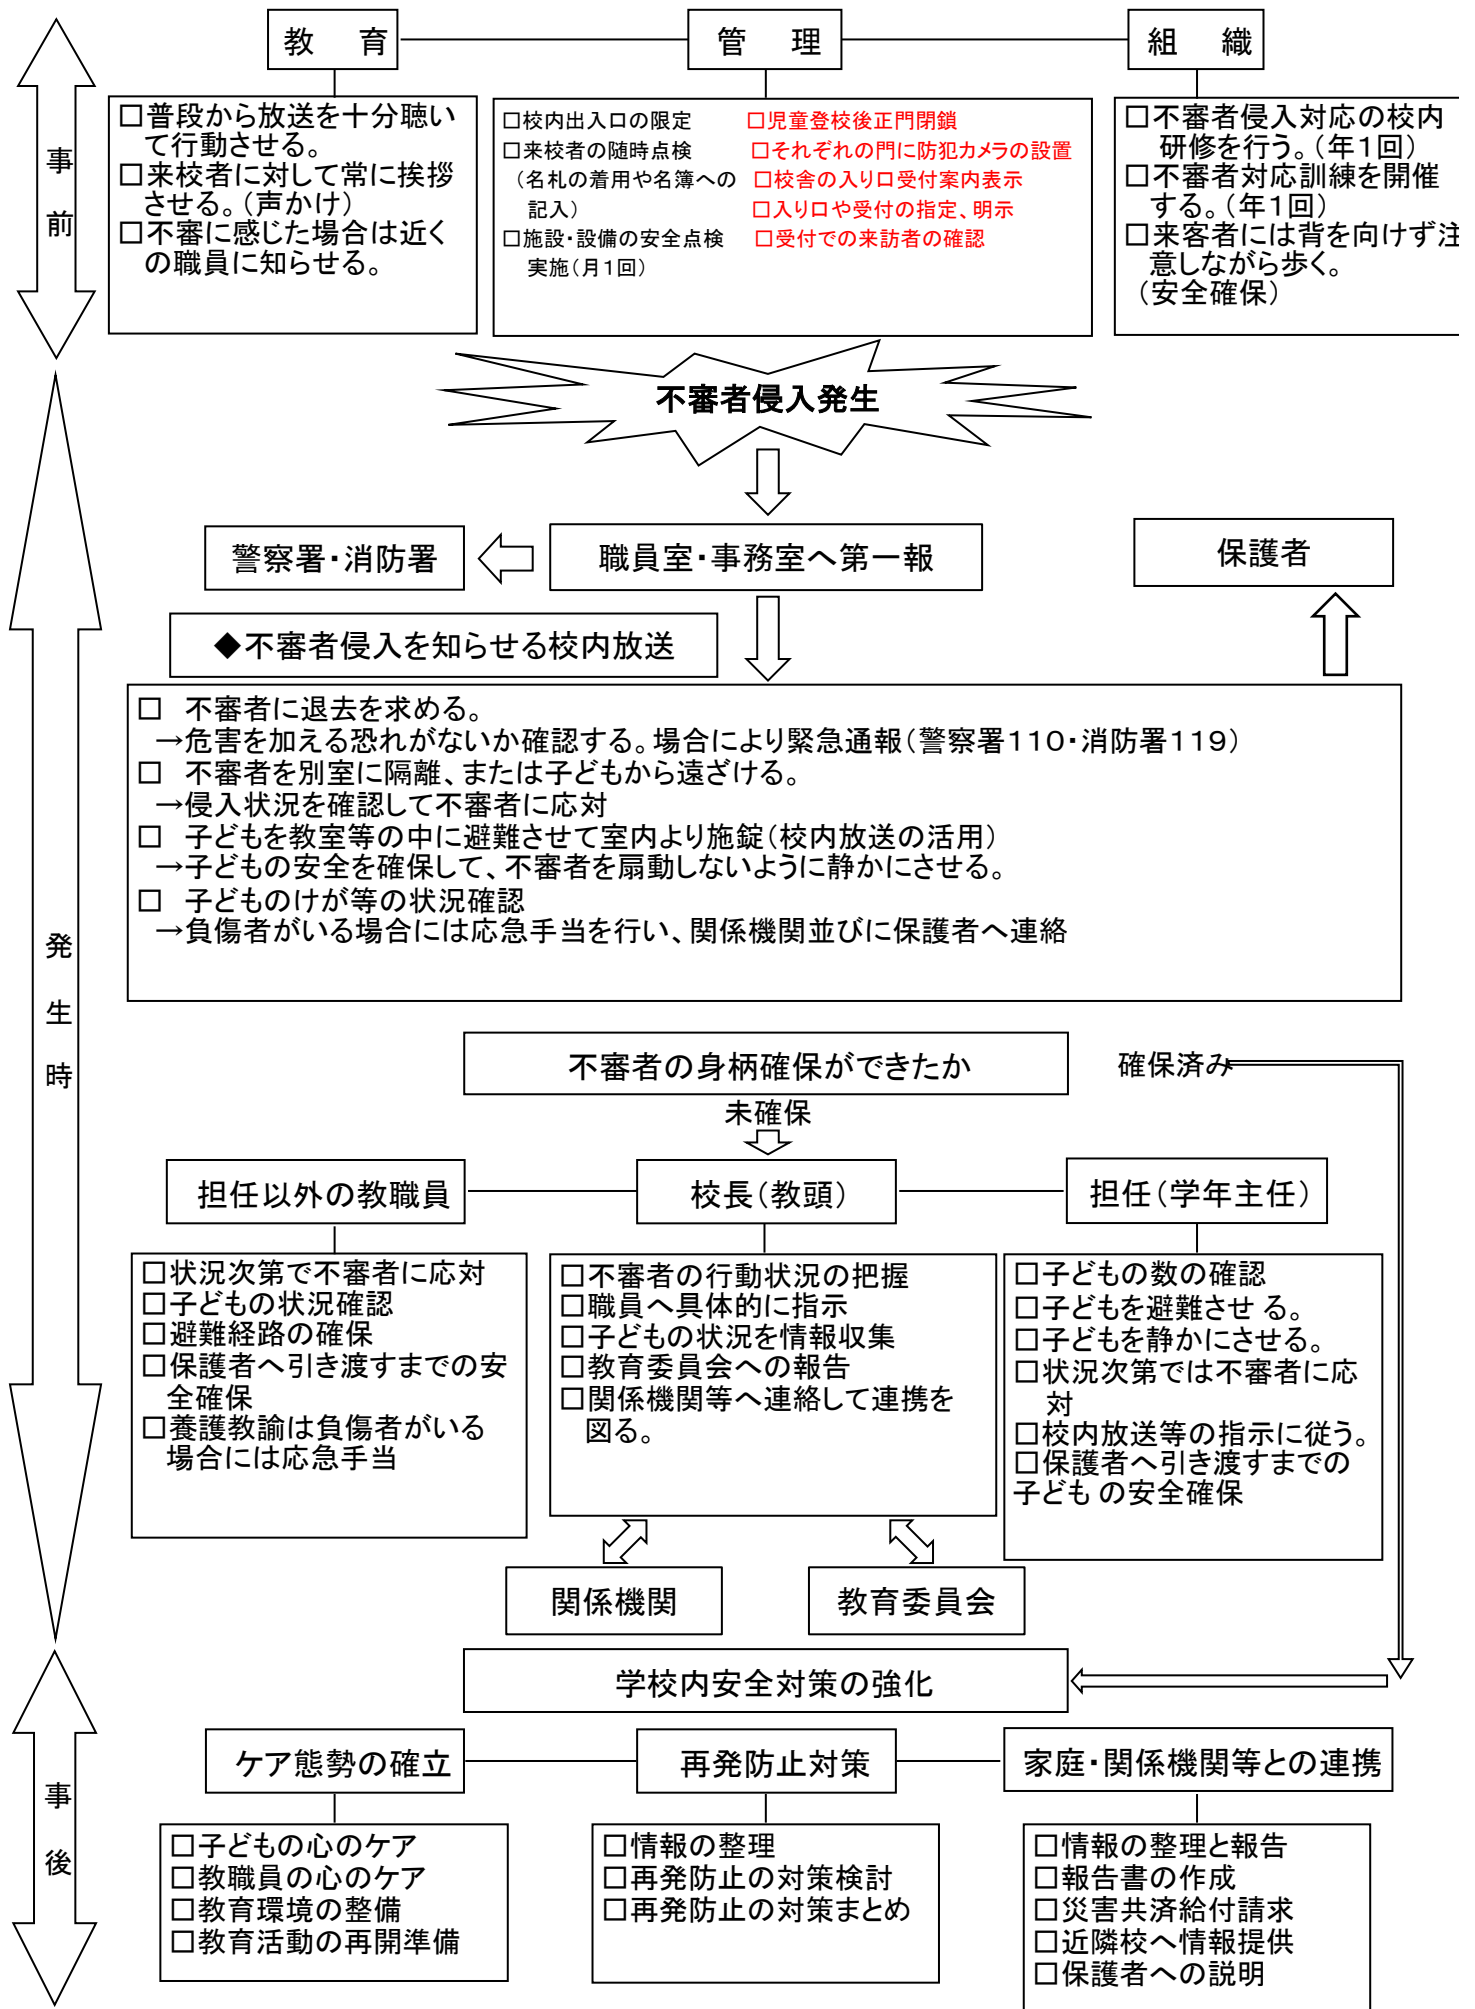 教 育
管 理
組 織
事前
□普段から放送を十分聴い
て行動させる。
□来校者に対して常に挨拶
させる。(声かけ)
□不審に感じた場合は近く
の職員に知らせる。
□校内出入口の限定
□来校者の随時点検
(名札の着用や名簿への
記入)
□施設・設備の安全点検
実施(月1回)
□児童登校後正門閉鎖
□それぞれの門に防犯カメラの設置
□校舎の入り口受付案内表示
□入り口や受付の指定、明示
□受付での来訪者の確認
□不審者侵入対応の校内
研修を行う。(年1回)
□不審者対応訓練を開催
する。(年1回)
□来客者には背を向けず注
意しながら歩く。
(安全確保)
不審者侵入発生
発生時
警察署・消防署
職員室・事務室へ第一報
保護者
◆不審者侵入を知らせる校内放送
□ 不審者に退去を求める。
→危害を加える恐れがないか確認する。場合により緊急通報(警察署110・消防署119)
□ 不審者を別室に隔離、または子どもから遠ざける。
→侵入状況を確認して不審者に応対
□ 子どもを教室等の中に避難させて室内より施錠(校内放送の活用)
→子どもの安全を確保して、不審者を扇動しないように静かにさせる。
□ 子どものけが等の状況確認
→負傷者がいる場合には応急手当を行い、関係機関並びに保護者へ連絡
不審者の身柄確保ができたか
確保済み
未確保
担任以外の教職員
校長(教頭)
担任(学年主任)
□状況次第で不審者に応対
□子どもの状況確認
□避難経路の確保
□保護者へ引き渡すまでの安
全確保
□養護教諭は負傷者がいる
場合には応急手当
□不審者の行動状況の把握
□職員へ具体的に指示
□子どもの状況を情報収集
□教育委員会への報告
□関係機関等へ連絡して連携を
図る。
□子どもの数の確認
□子どもを避難させ る。
□子どもを静かにさせる。
□状況次第では不審者に応
対
□校内放送等の指示に従う。
□保護者へ引き渡すまでの
子ども の安全確保
関係機関
教育委員会
学校内安全対策の強化
事後
ケア態勢の確立
再発防止対策
家庭・関係機関等との連携
□子どもの心のケア
□教職員の心のケア
□教育環境の整備
□教育活動の再開準備
□情報の整理
□再発防止の対策検討
□再発防止の対策まとめ
□情報の整理と報告
□報告書の作成
□災害共済給付請求
□近隣校へ情報提供
□保護者への説明